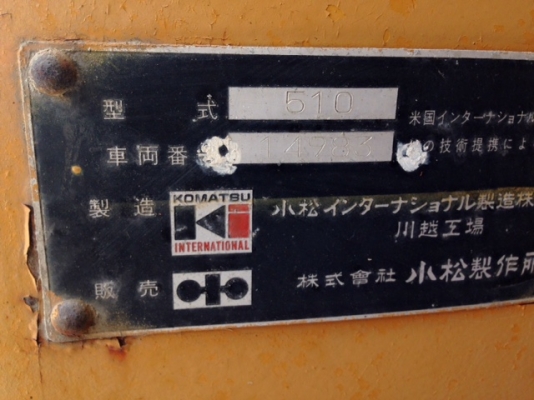 型式 510
米国インターナショナル
の技術提携によ
車両番
製造 KOMATSU INTERNATIONAL 小松インターナショナル製造株
川越工場
販売 株式會社 小松製作所